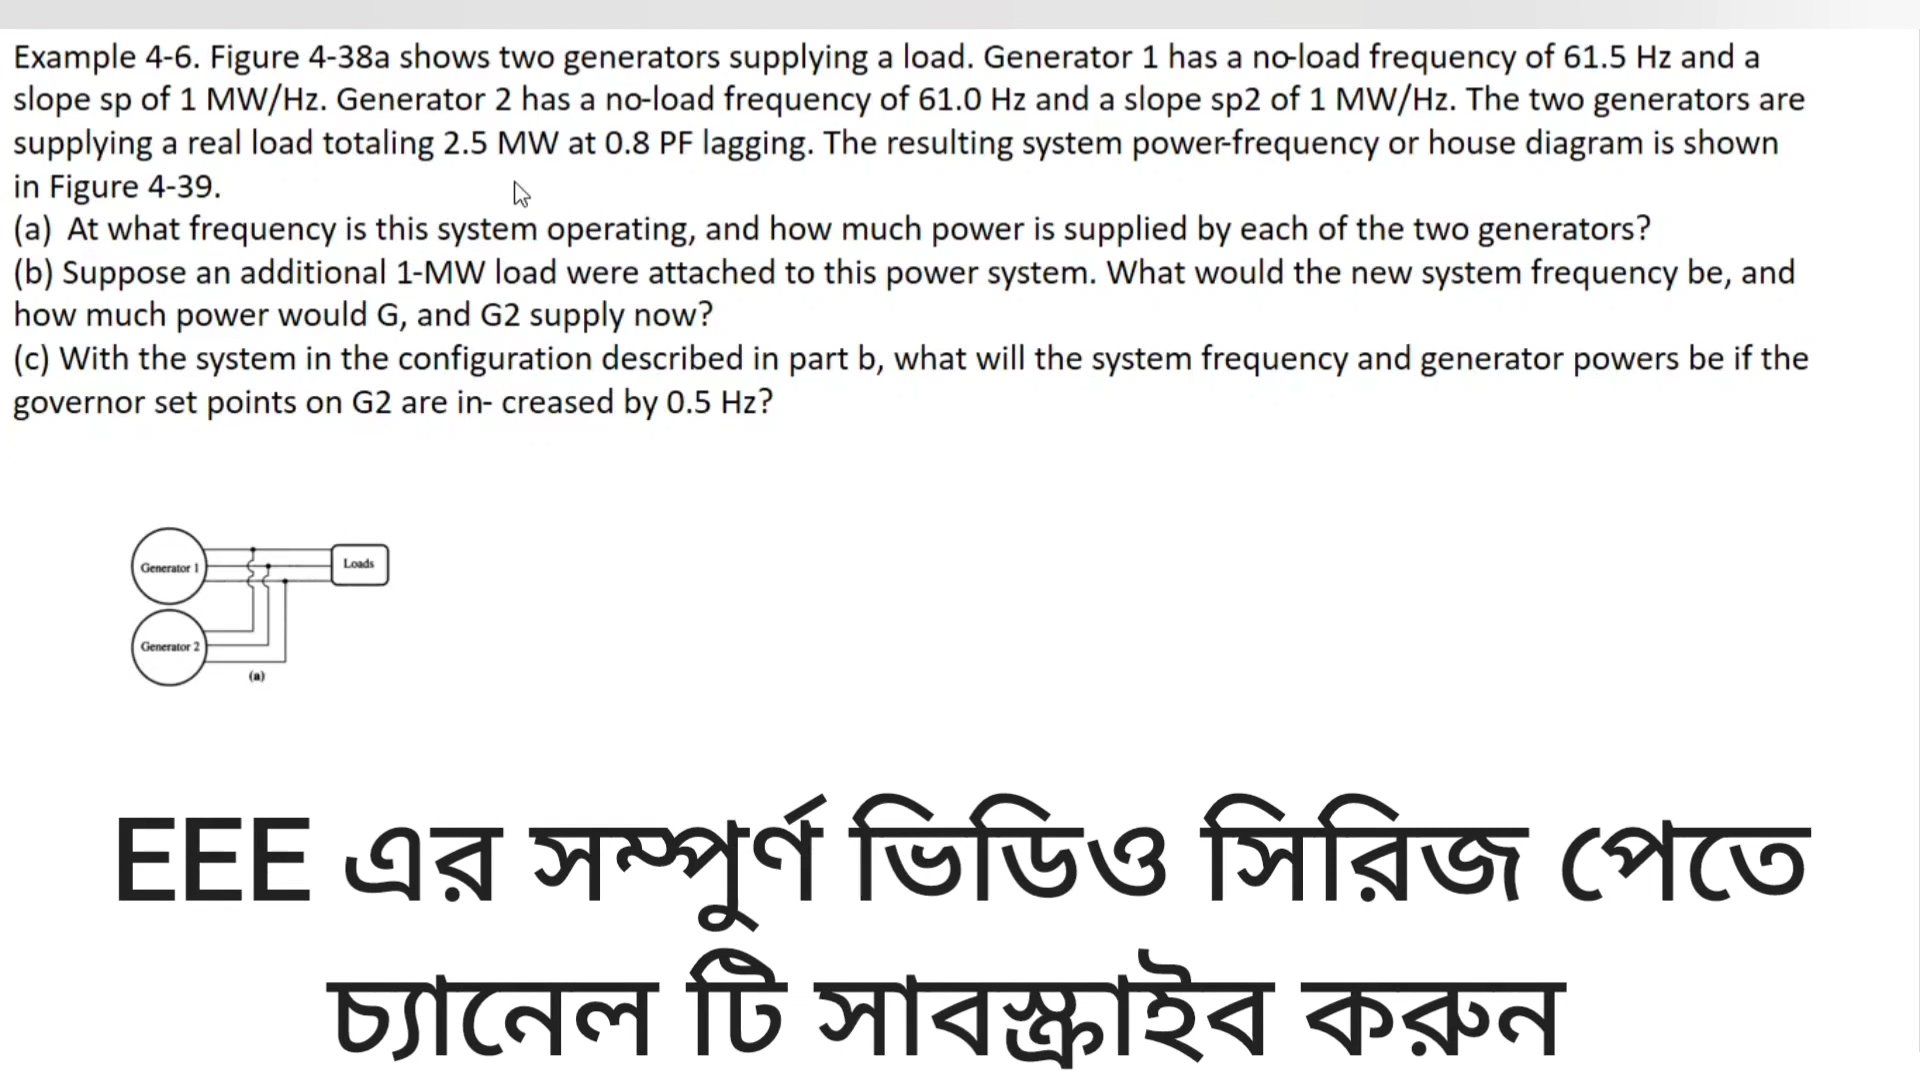 Example 4-6. Figure 4-38a shows two generators supplying a load. Generator 1 has a no-load frequency of 61.5 Hz and a
slope sp of 1 MW/Hz. Generator 2 has a no-load frequency of 61.0 Hz and a slope sp2 of 1 MW/Hz. The two generators are
supplying a real load totaling 2.5 MW at 0.8 PF lagging. The resulting system power-frequency or house diagram is shown
in Figure 4-39.
(a) At what frequency is this system operating, and how much power is supplied by each of the two generators?
(b) Suppose an additional 1-MW load were attached to this power system. What would the new system frequency be, and
how much power would G, and G2 supply now?
(c) With the system in the configuration described in part b, what will the system frequency and generator powers be if the
governor set points on G2 are in- creased by 0.5 Hz?
Generator 1
Loads
Generator 2
(a)
EEE এর সম্পুর্ণ ভিডিও সিরিজ পেতে
চ্যানেল টি সাবস্ক্রাইব করুন